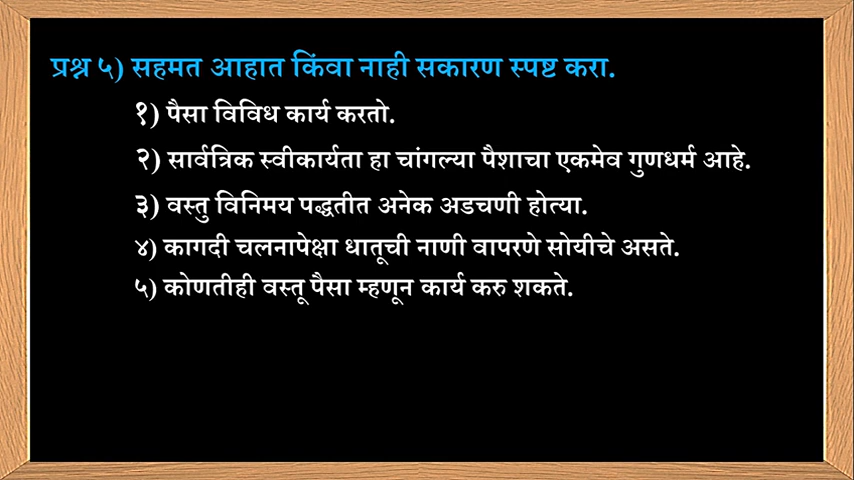 प्रश्न ५) सहमत आहात किंवा नाही सकारण स्पष्ट करा.
१) पैसा विविध कार्य करतो.
२) सार्वत्रिक स्वीकार्यता हा चांगल्या पैशाचा एकमेव गुणधर्म आहे.
३) वस्तु विनिमय पद्धतीत अनेक अडचणी होत्या.
४) कागदी चलनापेक्षा धातूची नाणी वापरणे सोयीचे असते.
५) कोणतीही वस्तू पैसा म्हणून कार्य करु शकते.